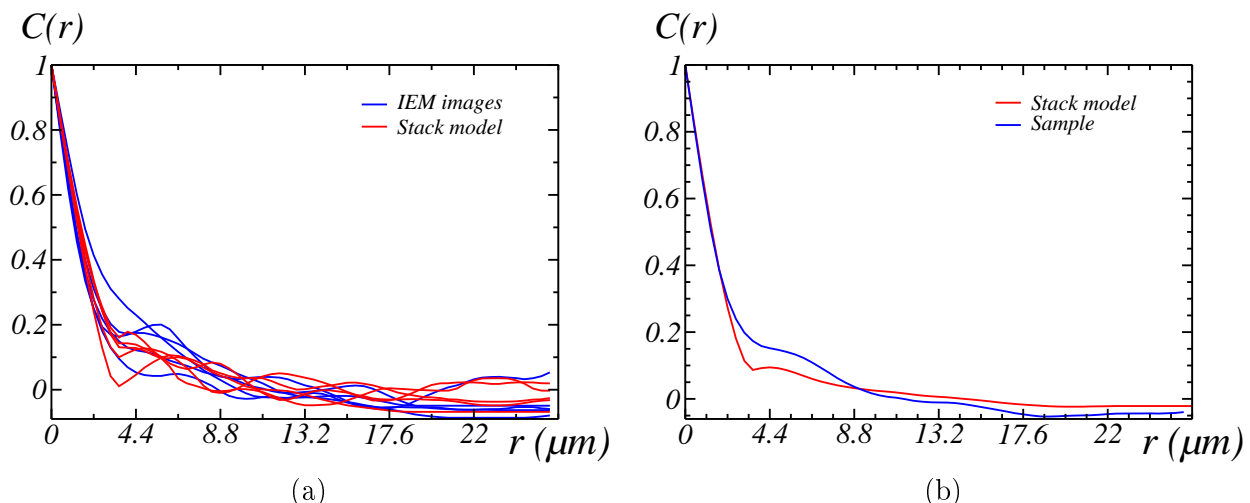 C(r)
1
0.8
0.6
0.4
0.2
0
0 4.4 8.8 13.2 17.6 22 r (μm)
IEM images
Stack model
(a)
C(r)
1
0.8
0.6
0.4
0.2
0
0 4.4 8.8 13.2 17.6 22 r (μm)
Stack model
Sample
(b)